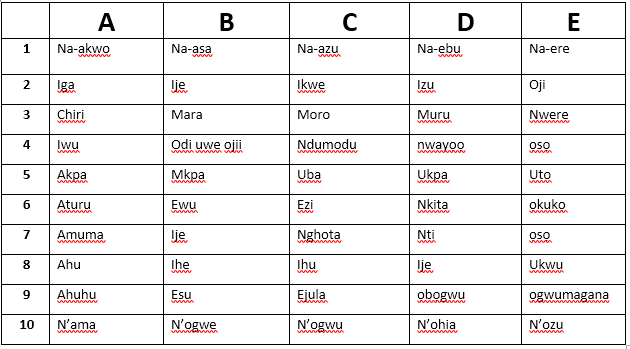 A B C D E
1 Na-akwo Na-asa Na-azu Na-ebu Na-ere
2 Iga Ije Ikwe Izu Oji
3 Chiri Mara Moro Muru Nwere
4 Iwu Odi uwe ojii Ndumodu nwayoo oso
5 Akpa Mkpa Uba Ukpa Uto
6 Aturu Ewu Ezi Nkita okuko
7 Amuma Ije Nghota Nti oso
8 Ahu Ihe Ihu Ije Ukwu
9 Ahuhu Esu Ejula obogwu ogwumagana
10 N’ama N’ogwe N’ogwu N’ohia N’ozu